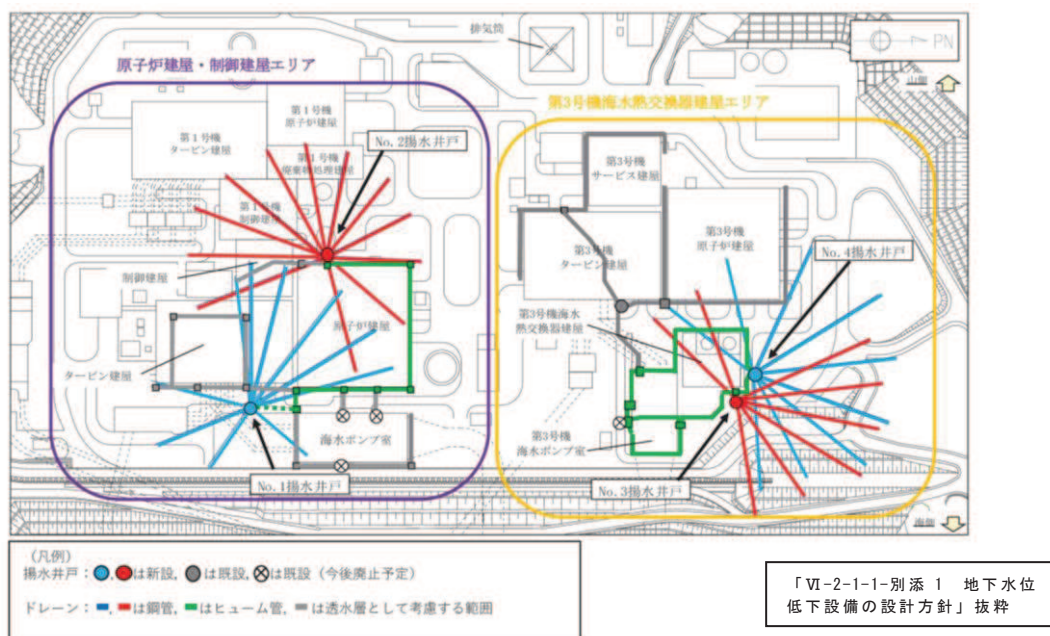 排気筒
PN
山側
原子炉建屋・制御建屋エリア
第3号機海水熱交換器建屋エリア
第1号機
原子炉建屋
第1号機
タービン建屋
No.2揚水井戸
第1号機
廃棄物処理建屋
第1号機
制御建屋
第3号機
サービス建屋
第3号機
原子炉建屋
第3号機
タービン建屋
No.4揚水井戸
制御建屋
原子炉建屋
第3号機海水
熱交換器建屋
タービン建屋
海水ポンプ室
第3号機
海水ポンプ室
No.1揚水井戸
No.3揚水井戸
海側
(凡例)
揚水井戸:●,●は新設,●は既設,⊗は既設(今後廃止予定)
ドレーン:■,■は鋼管,■はヒューム管,■は透水層として考慮する範囲
「Ⅵ-2-1-1-別添 1 地下水位
低下設備の設計方針」抜粋